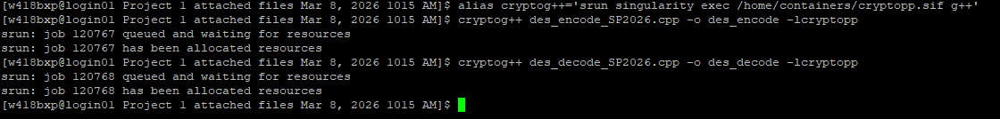 [w418bxp@login01 Project 1 attached files Mar 8, 2026 1015 AM]$ alias cryptog++='srun singularity exec /home/containers/cryptopp.sif g++'
[w418bxp@login01 Project 1 attached files Mar 8, 2026 1015 AM]$ cryptog++ des_encode_SP2026.cpp -o des_encode -lcryptopp
srun: job 120767 queued and waiting for resources
srun: job 120767 has been allocated resources
[w418bxp@login01 Project 1 attached files Mar 8, 2026 1015 AM]$ cryptog++ des_decode_SP2026.cpp -o des_decode -lcryptopp
srun: job 120768 queued and waiting for resources
srun: job 120768 has been allocated resources
[w418bxp@login01 Project 1 attached files Mar 8, 2026 1015 AM]$